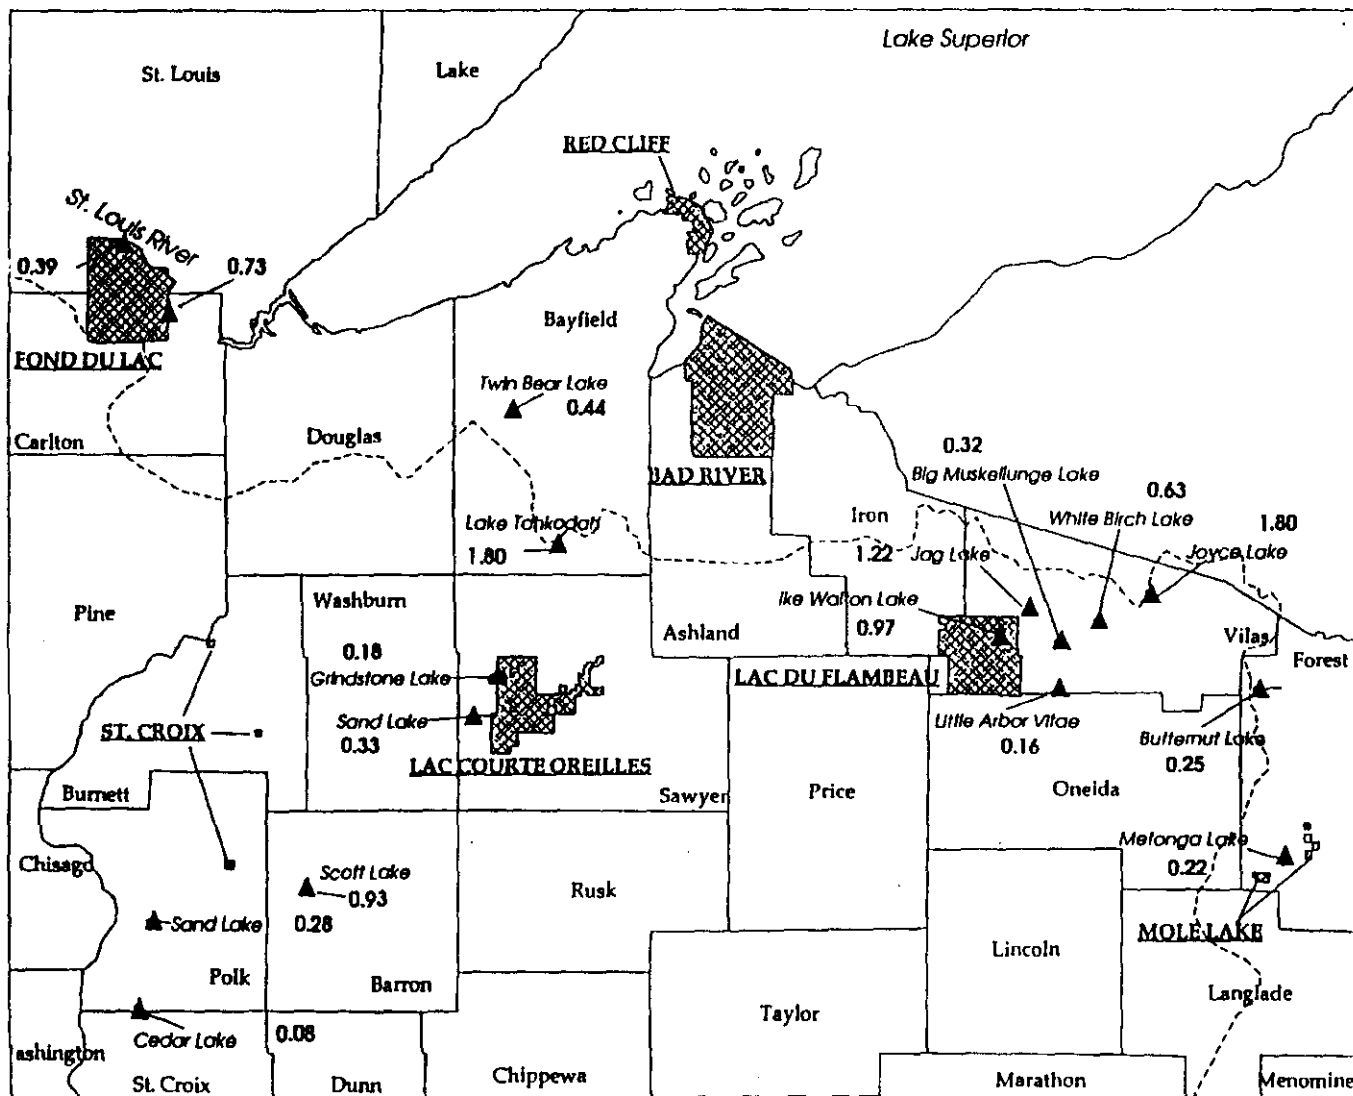 Lake Superior
St. Louis
Lake
RED CLIFF
St. Louis River
0.39
0.73
FOND DU LAC
Bayfield
Twin Bear Lake
0.44
Carlton
Douglas
BAD RIVER
0.32
Big Muskellunge Lake
0.63
White Birch Lake
1.80
Joyce Lake
Iron
1.22 Jag Lake
Lake Tahkodah
1.80
Pine
Washburn
Ike Walton Lake
0.97
Ashland
Vilas
Forest
0.18
Grindstone Lake
LAC DU FLAMBEAU
Sand Lake
0.33
ST. CROIX
LAC COURTE OREILLES
Little Arbor Vitae
0.16
Butternut Lake
0.25
Burnett
Sawyer
Price
Oneida
Chisago
Metonga Lake
0.22
Scott Lake
0.93
Rusk
Sand Lake
0.28
MOLE LAKE
Lincoln
Polk
Barron
Langlade
Taylor
Cedar Lake
0.08
ashington
St. Croix
Dunn
Chippewa
Marathon
Menomine